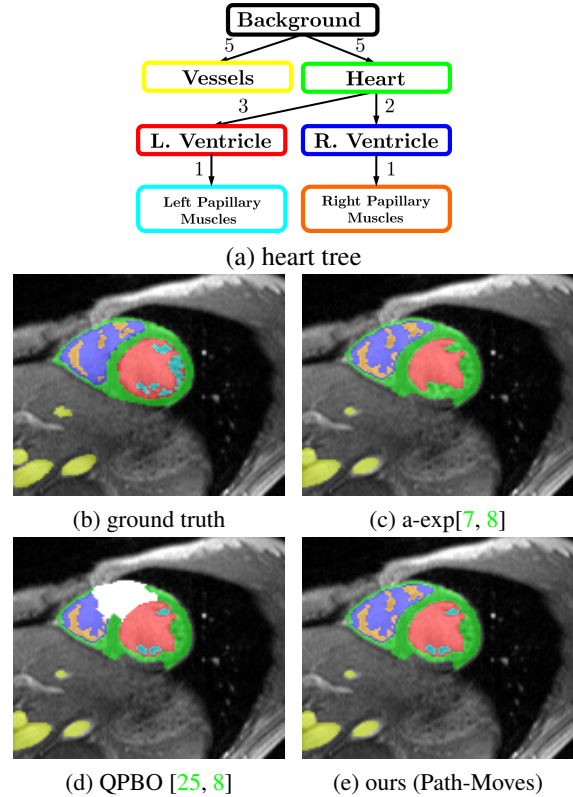 Background
5 5
Vessels Heart
3 2
L. Ventricle R. Ventricle
1 1
Left Papillary Right Papillary
Muscles Muscles
(a) heart tree
(b) ground truth (c) a-exp[7, 8]
(d) QPBO [25, 8] (e) ours (Path-Moves)